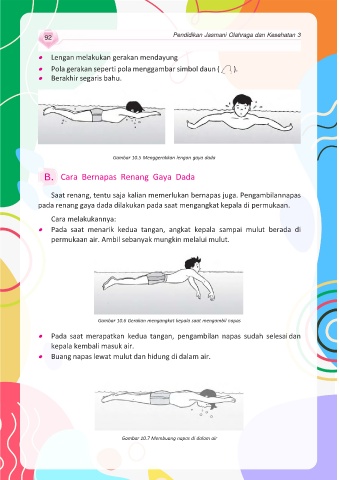 92
Pendidikan Jasmani Olahraga dan Kesehatan 3
● Lengan melakukan gerakan mendayung
● Pola gerakan seperti pola menggambar simbol daun ( ).
● Berakhir segaris bahu.
Gambar 10.5 Menggerakkan lengan gaya dada
B. Cara Bernapas Renang Gaya Dada
Saat renang, tentu saja kalian memerlukan bernapas juga. Pengambilannapas
pada renang gaya dada dilakukan pada saat mengangkat kepala di permukaan.
Cara melakukannya:
● Pada saat menarik kedua tangan, angkat kepala sampai mulut berada di
permukaan air. Ambil sebanyak mungkin melalui mulut.
Gambar 10.6 Gerakan mengangkat kepala saat mengambil napas
● Pada saat merapatkan kedua tangan, pengambilan napas sudah selesai dan
kepala kembali masuk air.
● Buang napas lewat mulut dan hidung di dalam air.
Gambar 10.7 Membuang napas di dalam air